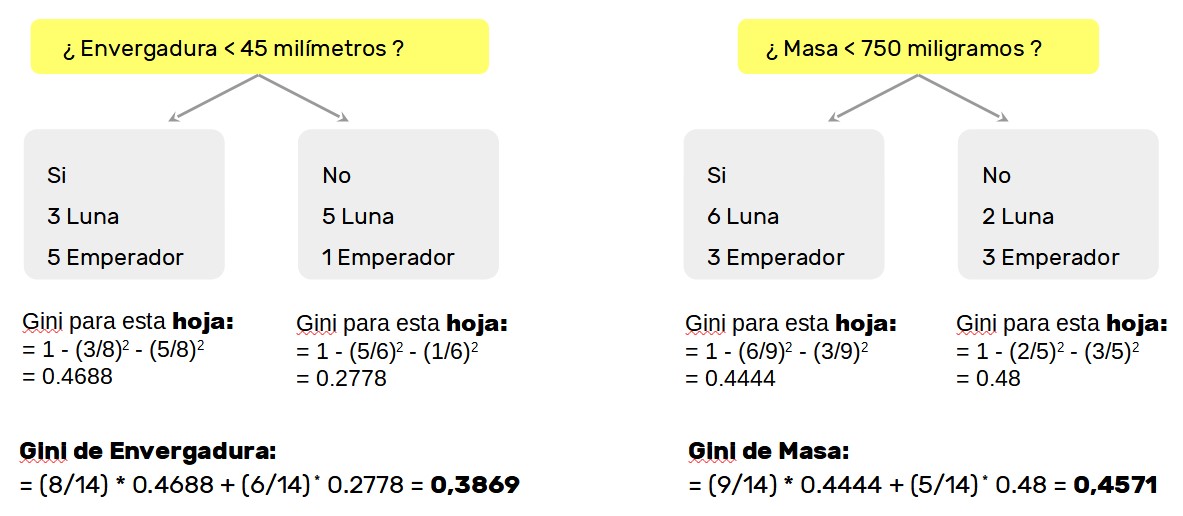 ¿ Envergadura < 45 milímetros ?
Si
3 Luna
5 Emperador
No
5 Luna
1 Emperador
Gini para esta hoja:
= 1 - (3/8)² - (5/8)²
= 0.4688
Gini para esta hoja:
= 1 - (5/6)² - (1/6)²
= 0.2778
Gini de Envergadura:
= (8/14) * 0.4688 + (6/14)* 0.2778 = 0,3869
¿ Masa < 750 miligramos ?
Si
6 Luna
3 Emperador
No
2 Luna
3 Emperador
Gini para esta hoja:
= 1 - (6/9)² - (3/9)²
= 0.4444
Gini para esta hoja:
= 1 - (2/5)² - (3/5)²
= 0.48
Gini de Masa:
= (9/14) * 0.4444 + (5/14)* 0.48 = 0,4571